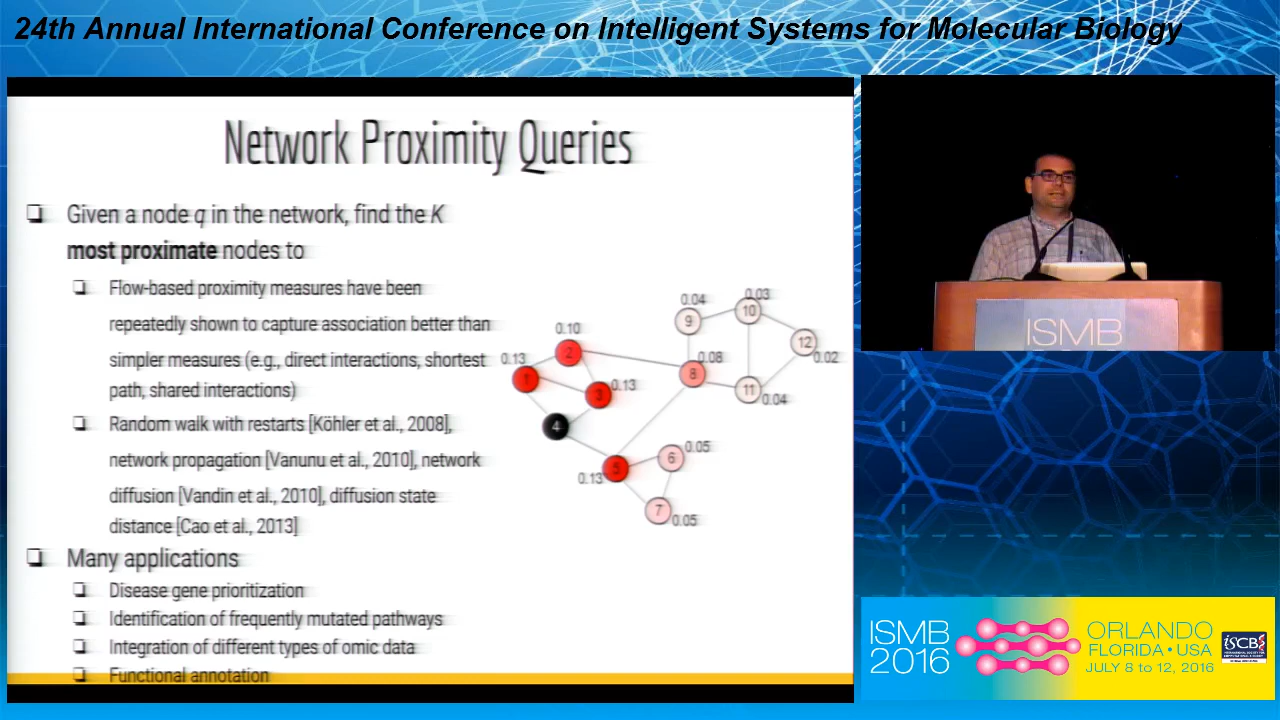 24th Annual International Conference on Intelligent Systems for Molecular Biology
Network Proximity Queries
Given a node q in the network, find the K
most proximate nodes to
Flow-based proximity measures have been
repeatedly shown to capture association better than
simpler measures (e.g., direct interactions, shortest
path, shared interactions)
Random walk with restarts [Köhler et al., 2008],
network propagation [Vanunu et al., 2010], network
diffusion [Vandin et al., 2010], diffusion state
distance [Cao et al., 2013]
Many applications
Disease gene prioritization
Identification of frequently mutated pathways
Integration of different types of omic data
Functional annotation
0.04
0.03
9
10
0.10
12
2
0.02
0.13
0.08
1
8
3
0.13
11
0.04
4
6
0.05
5
0.13
7
0.05
ISMB
ISMB
2016
ORLANDO
FLORIDA • USA
JULY 8 to 12, 2016
ISCB